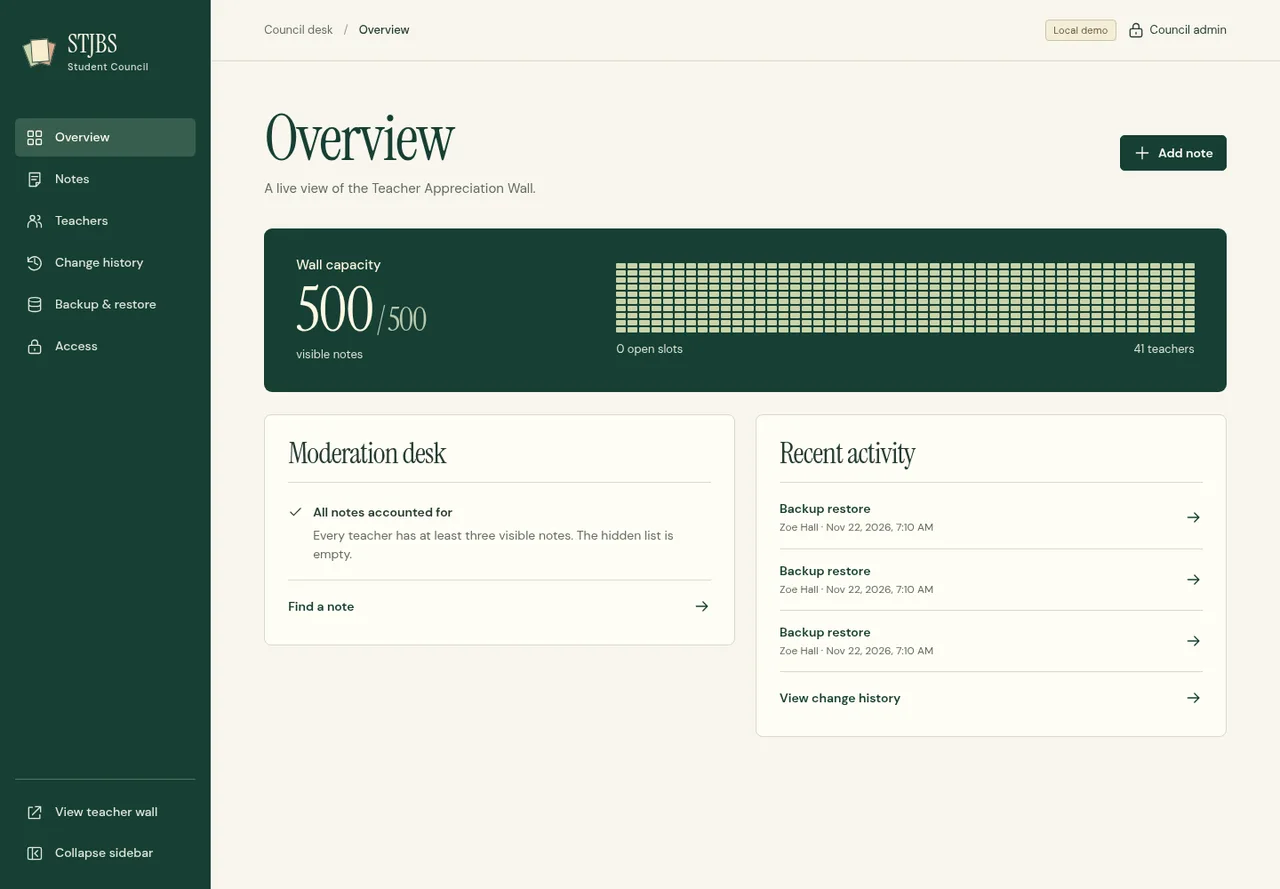 STJBS
Student Council
Overview
Notes
Teachers
Change history
Backup & restore
Access
View teacher wall
Collapse sidebar
Council desk / Overview
Local demo
Council admin
Overview
A live view of the Teacher Appreciation Wall.
Add note
Wall capacity
500 / 500
visible notes
0 open slots
41 teachers
Moderation desk
All notes accounted for
Every teacher has at least three visible notes. The hidden list is
empty.
Find a note
Recent activity
Backup restore
Zoe Hall · Nov 22, 2026, 7:10 AM
Backup restore
Zoe Hall · Nov 22, 2026, 7:10 AM
Backup restore
Zoe Hall · Nov 22, 2026, 7:10 AM
View change history